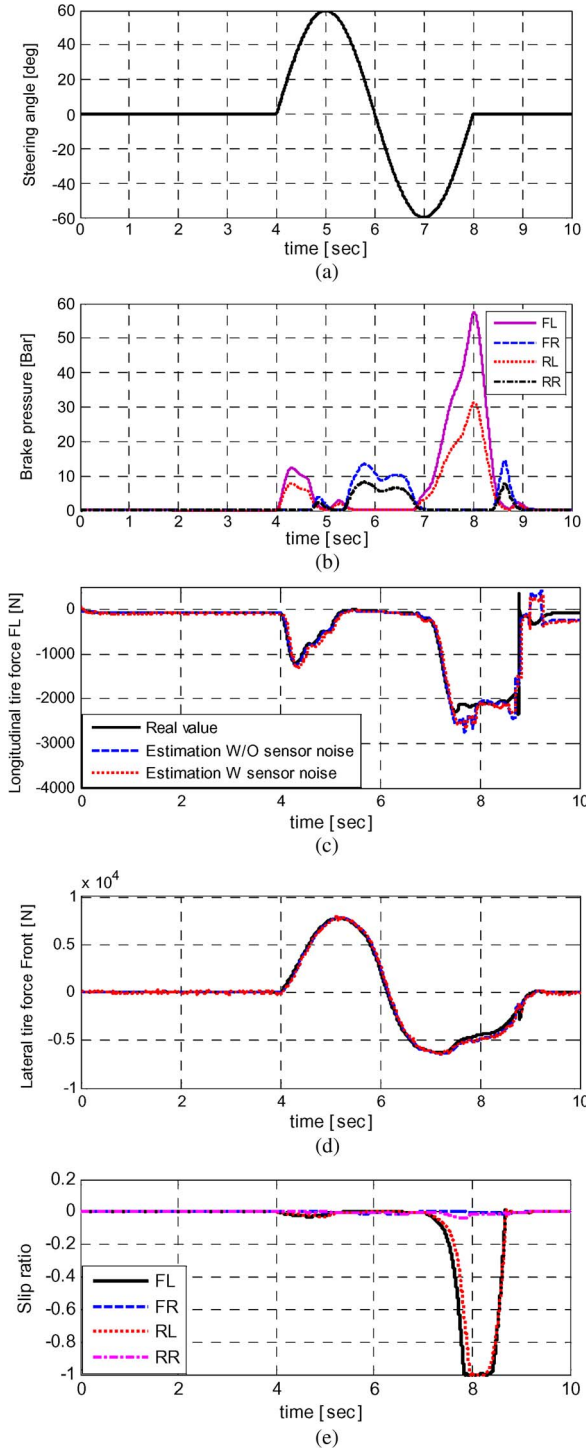 60
40
20
0
-20
-40
-60
Steering angle [deg]
0 1 2 3 4 5 6 7 8 9 10
time [sec]
(a)
60
50
40
30
20
10
0
Brake pressure [Bar]
FL
FR
RL
RR
0 1 2 3 4 5 6 7 8 9 10
time [sec]
(b)
0
-1000
-2000
-3000
-4000
Longitudinal tire force FL [N]
Real value
Estimation W/O sensor noise
Estimation W sensor noise
0 2 4 6 8 10
time [sec]
(c)
x 10^4
1
0.5
0
-0.5
-1
Lateral tire force Front [N]
0 2 4 6 8 10
time [sec]
(d)
0.2
0
-0.2
-0.4
-0.6
-0.8
-1
Slip ratio
FL
FR
RL
RR
0 2 4 6 8 10
time [sec]
(e)